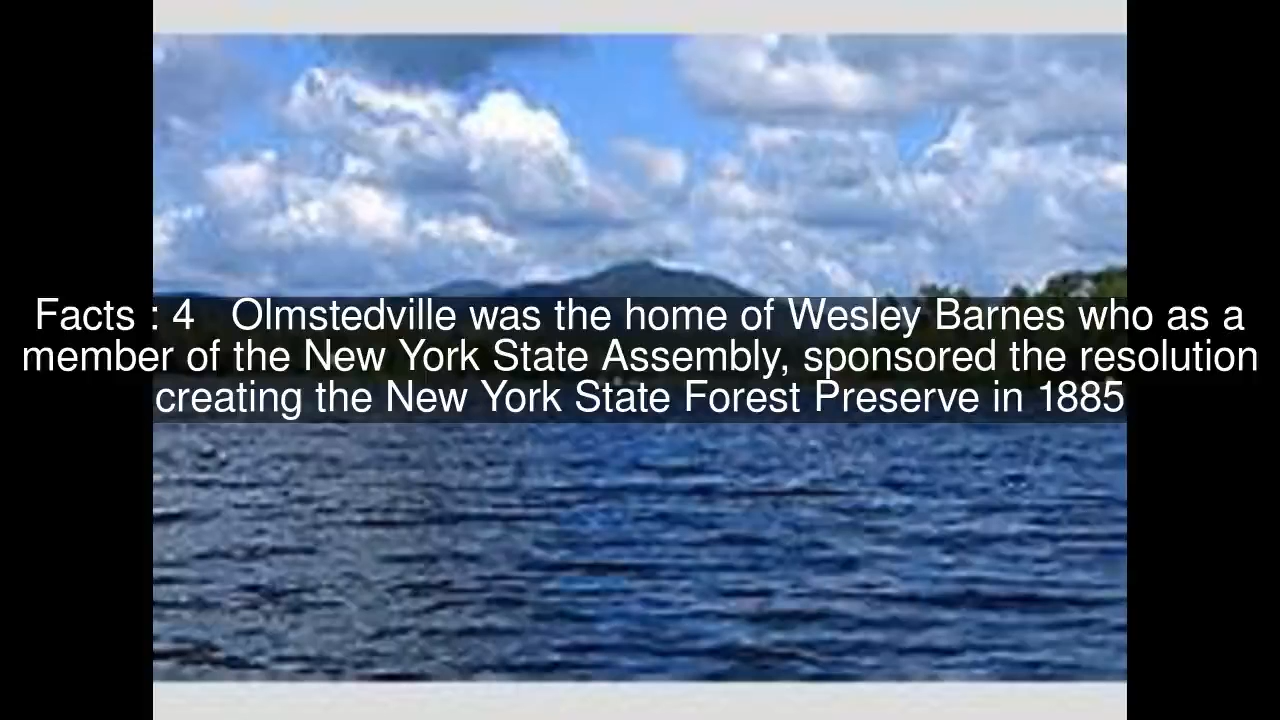 Facts : 4 Olmstedville was the home of Wesley Barnes who as a
member of the New York State Assembly, sponsored the resolution
creating the New York State Forest Preserve in 1885